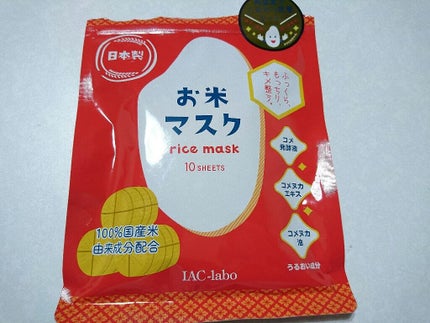 日本製
お米
マスク
rice mask
10 SHEETS
ふっくら、
もっちり、
キメ整う。
コメ
発酵液
コメヌカ
エキス
コメヌカ
油
うるおい成分
100%国産米
由来成分配合
IAC-labo